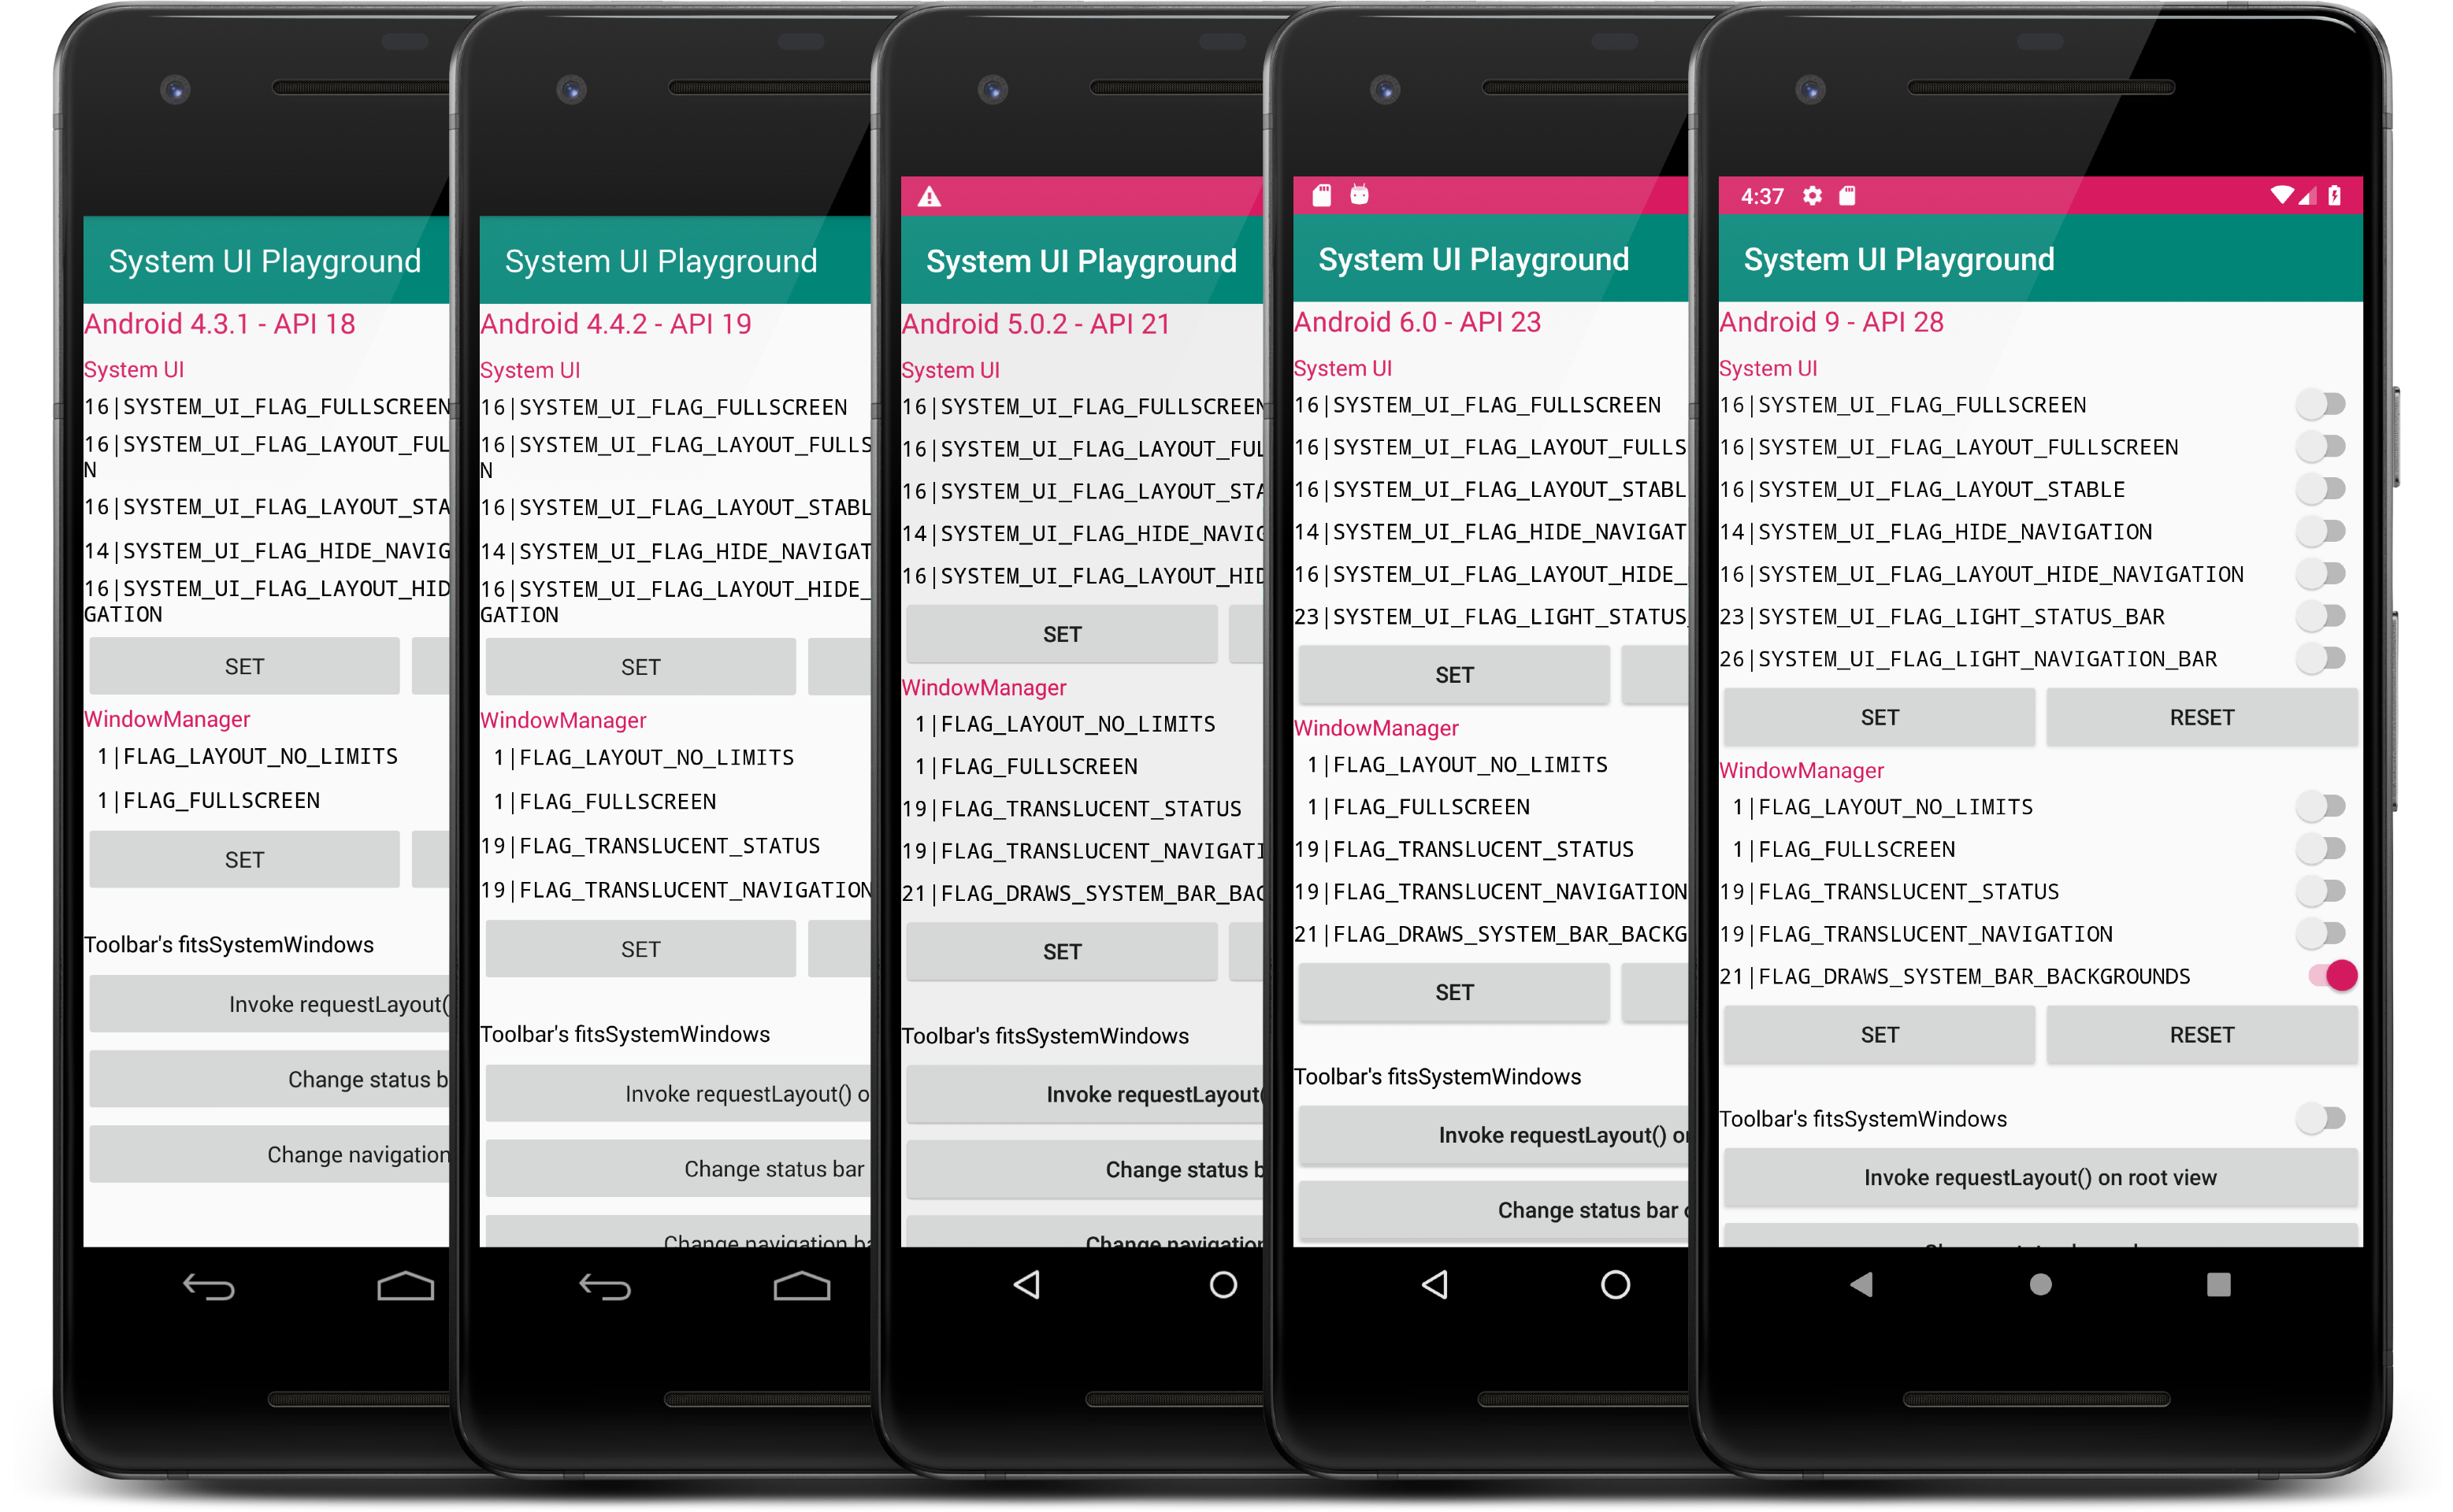 System UI Playground
Android 4.3.1 - API 18
System UI
16|SYSTEM_UI_FLAG_FULLSCREEN
16|SYSTEM_UI_FLAG_LAYOUT_FUL
N
16|SYSTEM_UI_FLAG_LAYOUT_STA
14|SYSTEM_UI_FLAG_HIDE_NAVIG
16|SYSTEM_UI_FLAG_LAYOUT_HID
GATION
SET
WindowManager
1|FLAG_LAYOUT_NO_LIMITS
1|FLAG_FULLSCREEN
SET
Toolbar's fitsSystemWindows
Invoke requestLayout(
Change status b
Change navigation
System UI Playground
Android 4.4.2 - API 19
System UI
16|SYSTEM_UI_FLAG_FULLSCREEN
16|SYSTEM_UI_FLAG_LAYOUT_FULLS
N
16|SYSTEM_UI_FLAG_LAYOUT_STABL
14|SYSTEM_UI_FLAG_HIDE_NAVIGAT
16|SYSTEM_UI_FLAG_LAYOUT_HIDE_
GATION
SET
WindowManager
1|FLAG_LAYOUT_NO_LIMITS
1|FLAG_FULLSCREEN
19|FLAG_TRANSLUCENT_STATUS
19|FLAG_TRANSLUCENT_NAVIGATION
SET
Toolbar's fitsSystemWindows
Invoke requestLayout() o
Change status bar
Change navigation ba
System UI Playground
Android 5.0.2 - API 21
System UI
16|SYSTEM_UI_FLAG_FULLSCREEN
16|SYSTEM_UI_FLAG_LAYOUT_FUL
16|SYSTEM_UI_FLAG_LAYOUT_STA
14|SYSTEM_UI_FLAG_HIDE_NAVIG
16|SYSTEM_UI_FLAG_LAYOUT_HID
SET
WindowManager
1|FLAG_LAYOUT_NO_LIMITS
1|FLAG_FULLSCREEN
19|FLAG_TRANSLUCENT_STATUS
19|FLAG_TRANSLUCENT_NAVIGATI
21|FLAG_DRAWS_SYSTEM_BAR_BAC
SET
Toolbar's fitsSystemWindows
Invoke requestLayout(
Change status b
Change navigation
System UI Playground
Android 6.0 - API 23
System UI
16|SYSTEM_UI_FLAG_FULLSCREEN
16|SYSTEM_UI_FLAG_LAYOUT_FULLS
16|SYSTEM_UI_FLAG_LAYOUT_STABL
14|SYSTEM_UI_FLAG_HIDE_NAVIGAT
16|SYSTEM_UI_FLAG_LAYOUT_HIDE_
23|SYSTEM_UI_FLAG_LIGHT_STATUS_
SET
WindowManager
1|FLAG_LAYOUT_NO_LIMITS
1|FLAG_FULLSCREEN
19|FLAG_TRANSLUCENT_STATUS
19|FLAG_TRANSLUCENT_NAVIGATION
21|FLAG_DRAWS_SYSTEM_BAR_BACKG
SET
Toolbar's fitsSystemWindows
Invoke requestLayout() on
Change status bar c
4:37
System UI Playground
Android 9 - API 28
System UI
16|SYSTEM_UI_FLAG_FULLSCREEN
16|SYSTEM_UI_FLAG_LAYOUT_FULLSCREEN
16|SYSTEM_UI_FLAG_LAYOUT_STABLE
14|SYSTEM_UI_FLAG_HIDE_NAVIGATION
16|SYSTEM_UI_FLAG_LAYOUT_HIDE_NAVIGATION
23|SYSTEM_UI_FLAG_LIGHT_STATUS_BAR
26|SYSTEM_UI_FLAG_LIGHT_NAVIGATION_BAR
SET RESET
WindowManager
1|FLAG_LAYOUT_NO_LIMITS
1|FLAG_FULLSCREEN
19|FLAG_TRANSLUCENT_STATUS
19|FLAG_TRANSLUCENT_NAVIGATION
21|FLAG_DRAWS_SYSTEM_BAR_BACKGROUNDS
SET RESET
Toolbar's fitsSystemWindows
Invoke requestLayout() on root view